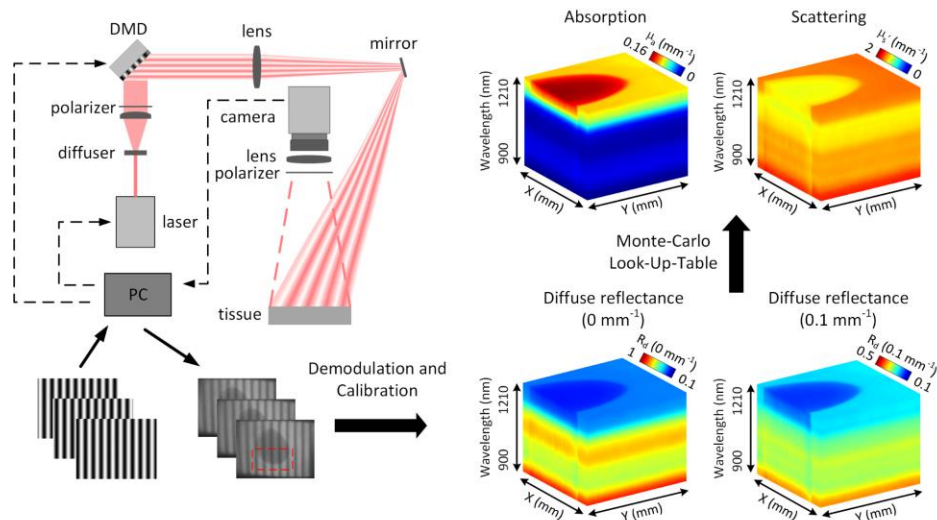 DMD
lens
mirror
polarizer
camera
diffuser
lens
polarizer
laser
PC
tissue
Demodulation and
Calibration
Absorption
μa (mm⁻¹)
0.16
0
Wavelength (nm)
1210
900
X (mm)
Y (mm)
Scattering
μs' (mm⁻¹)
2
0
Wavelength (nm)
1210
900
X (mm)
Y (mm)
Monte-Carlo
Look-Up-Table
Diffuse reflectance
(0 mm⁻¹)
Rd (0 mm⁻¹)
1
0.1
Wavelength (nm)
1210
900
X (mm)
Y (mm)
Diffuse reflectance
(0.1 mm⁻¹)
Rd (0.1 mm⁻¹)
0.5
0.1
Wavelength (nm)
1210
900
X (mm)
Y (mm)